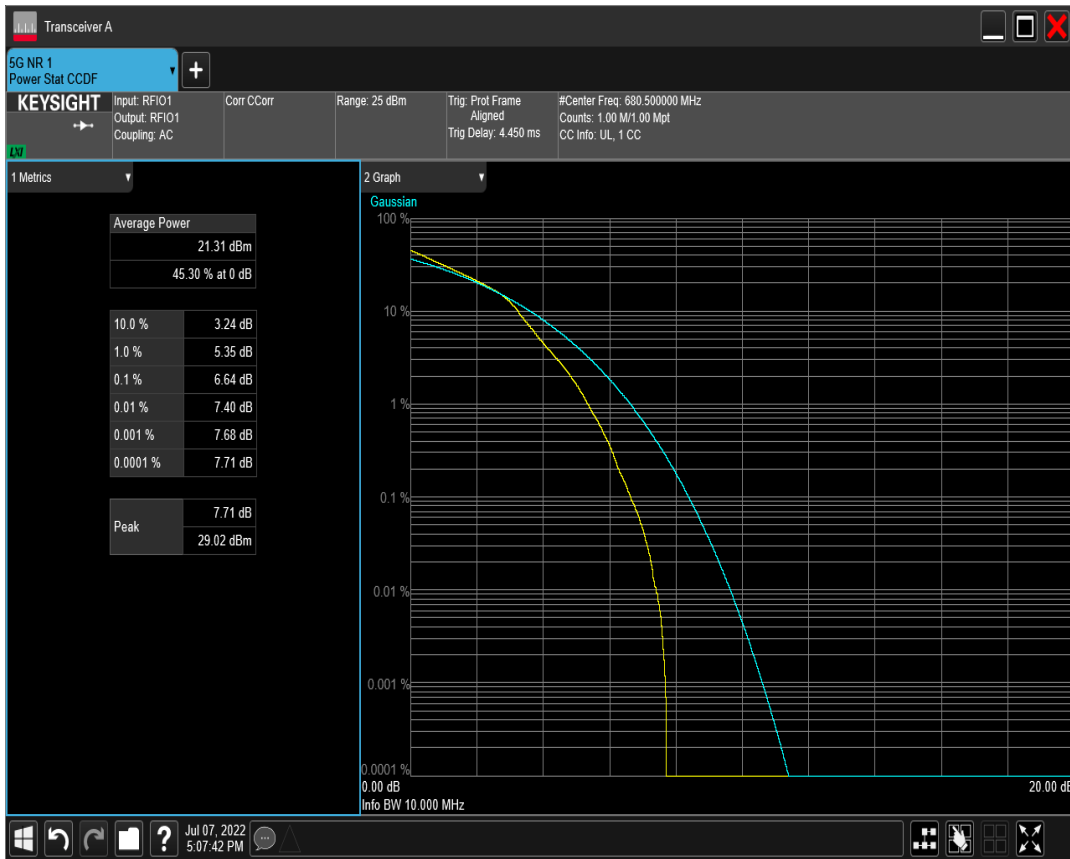 Transceiver A
5G NR 1
Power Stat CCDF
+
KEYSIGHT
LXI
Input: RFIO1
Output: RFIO1
Coupling: AC
Corr CCorr
Range: 25 dBm
Trig: Prot Frame
Aligned
Trig Delay: 4.450 ms
#Center Freq: 680.500000 MHz
Counts: 1.00 M/1.00 Mpt
CC Info: UL, 1 CC
1 Metrics
Average Power
21.31 dBm
45.30 % at 0 dB
10.0 % 3.24 dB
1.0 % 5.35 dB
0.1 % 6.64 dB
0.01 % 7.40 dB
0.001 % 7.68 dB
0.0001 % 7.71 dB
Peak 7.71 dB
29.02 dBm
2 Graph
Gaussian
100 %
10 %
1 %
0.1 %
0.01 %
0.001 %
0.0001 %
0.00 dB 20.00 dB
Info BW 10.000 MHz
?
Jul 07, 2022
5:07:42 PM